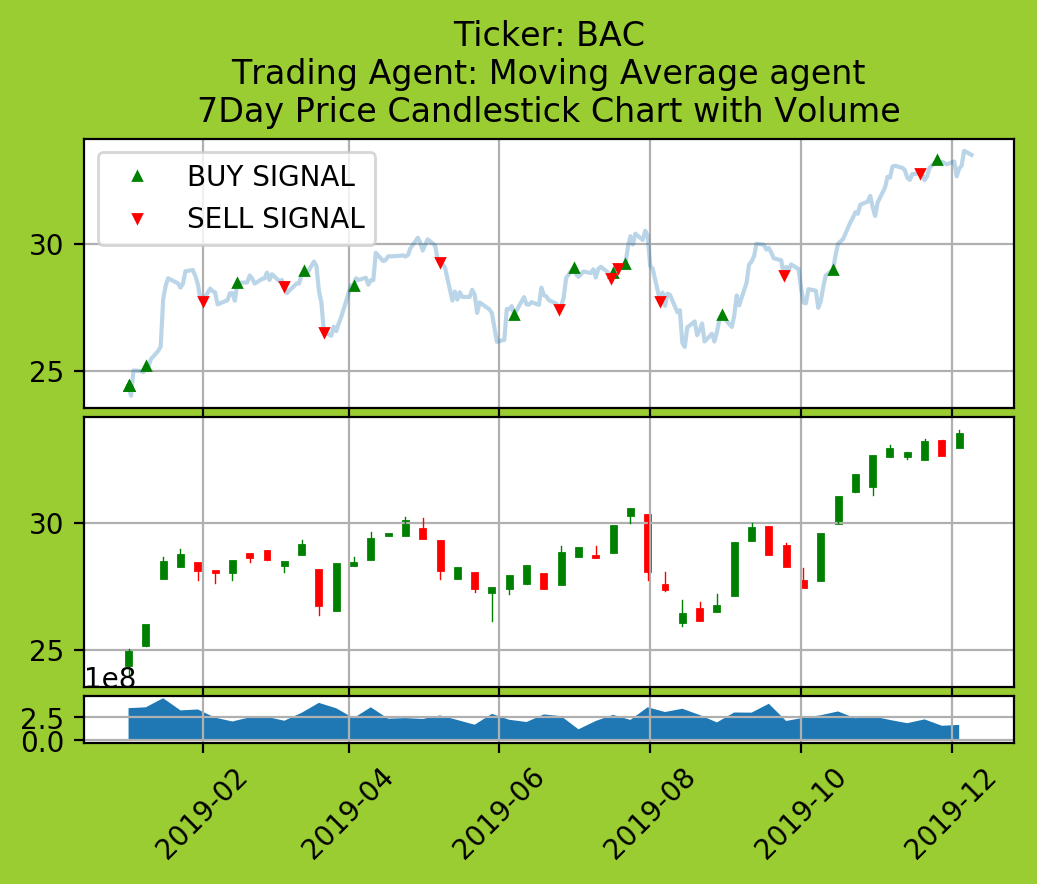 Ticker: BAC
Trading Agent: Moving Average agent
7Day Price Candlestick Chart with Volume
BUY SIGNAL
SELL SIGNAL
30
25
30
25
1e8
2.5
0.0
2019-02
2019-04
2019-06
2019-08
2019-10
2019-12